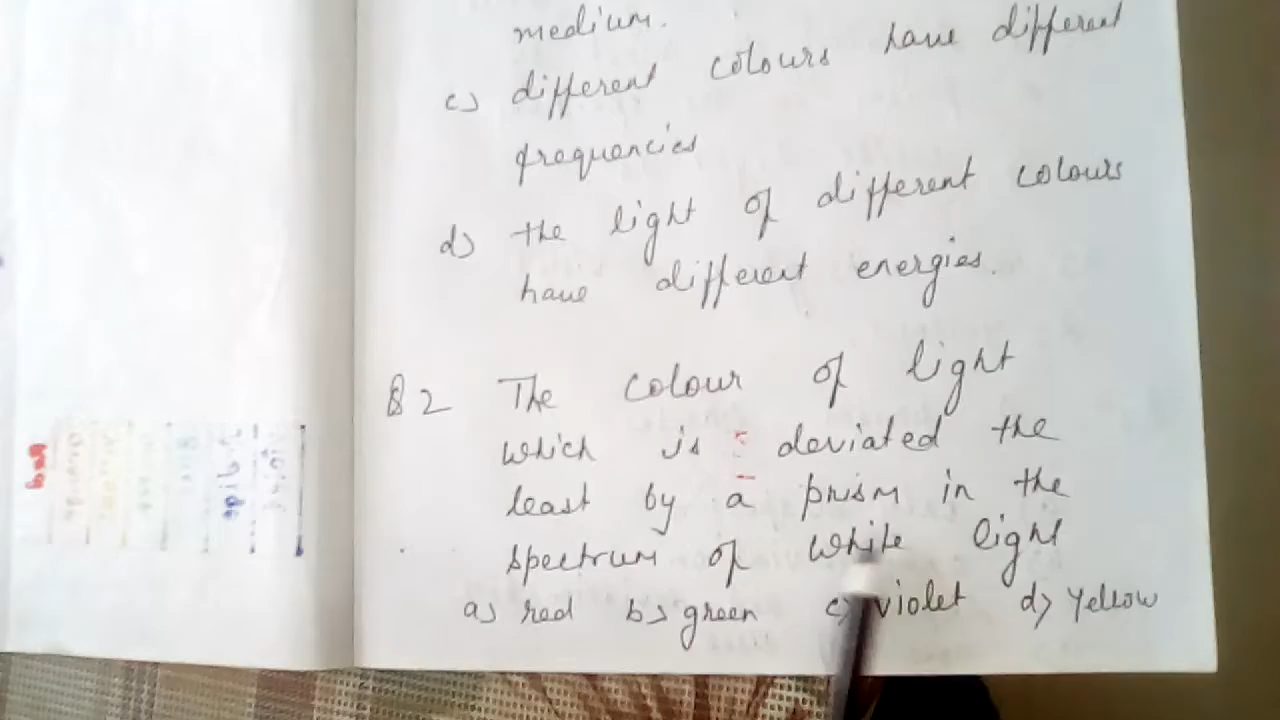 medium.
c) different colours have different
frequencies
d) the light of different colours
have different energies.
Q2 The colour of light
which is deviated the
least by a prism in the
spectrum of white light
a) red b) green c) violet d) yellow